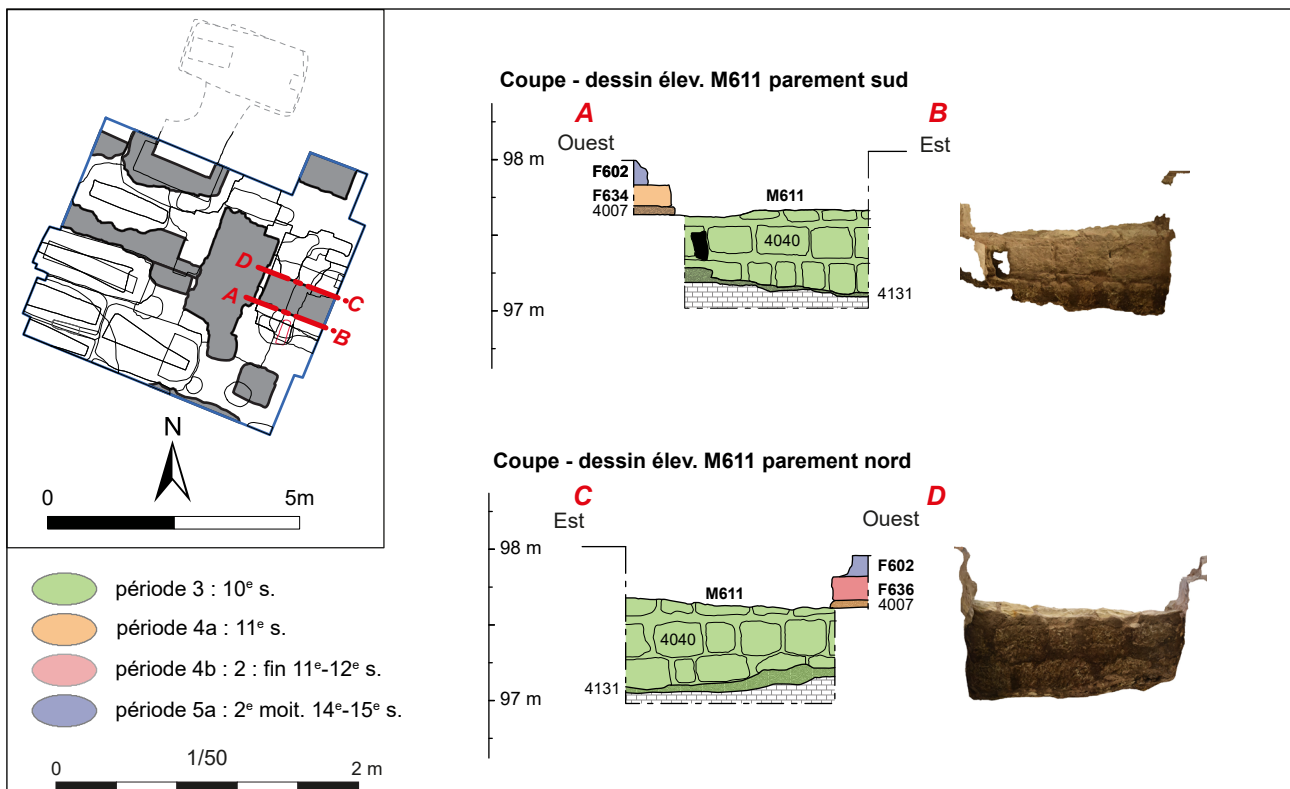 D
A
C
B
N
0 5m
période 3 : 10e s.
période 4a : 11e s.
période 4b : 2 : fin 11e-12e s.
période 5a : 2e moit. 14e-15e s.
1/50
0 2 m
Coupe - dessin élev. M611 parement sud
A B
Ouest Est
98 m
F602
F634
4007
M611
4040
4131
97 m
Coupe - dessin élev. M611 parement nord
C D
Est Ouest
98 m
F602
M611
F636
4007
4040
4131
97 m